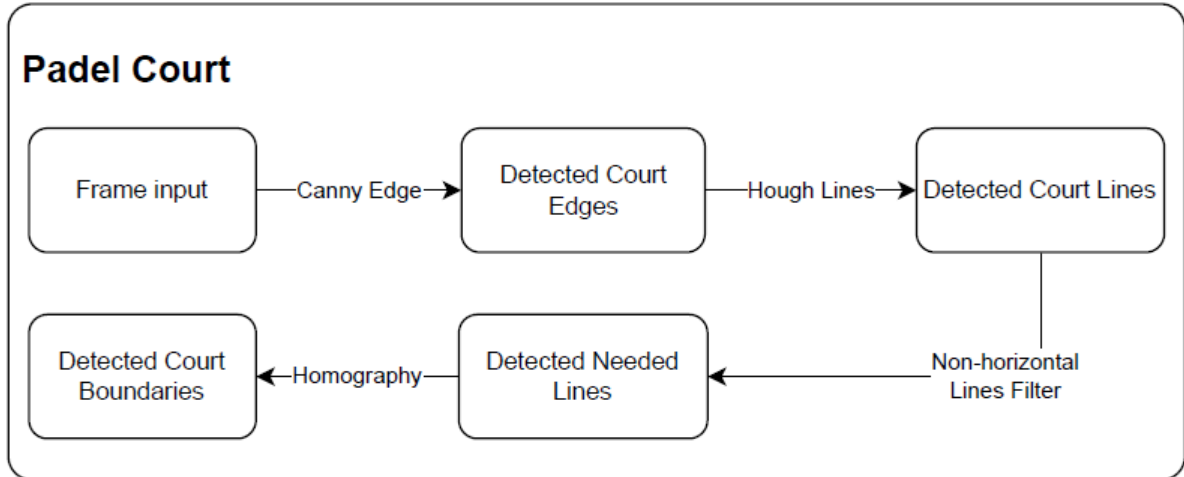 Padel Court
Frame input
Canny Edge
Detected Court
Edges
Hough Lines
Detected Court Lines
Non-horizontal
Lines Filter
Detected Needed
Lines
Homography
Detected Court
Boundaries